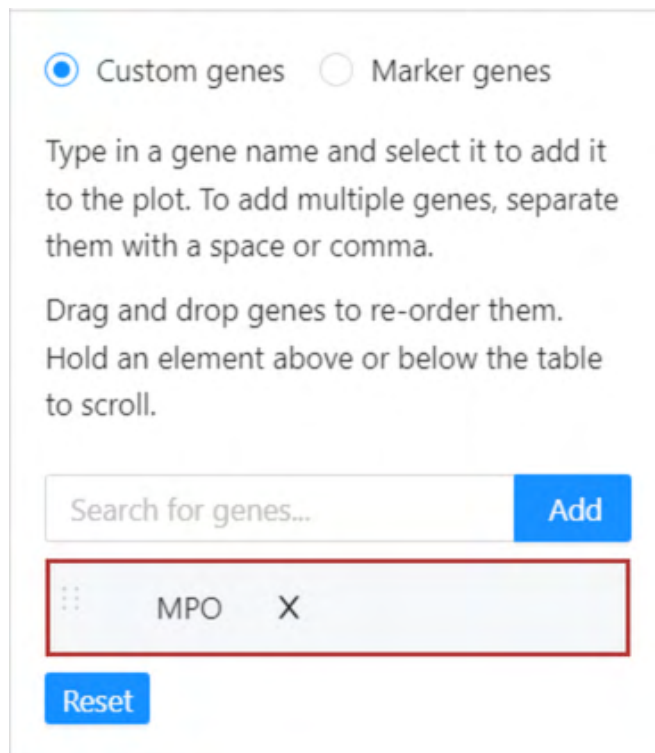 Custom genes Marker genes
Type in a gene name and select it to add it
to the plot. To add multiple genes, separate
them with a space or comma.
Drag and drop genes to re-order them.
Hold an element above or below the table
to scroll.
Search for genes... Add
MPO X
Reset